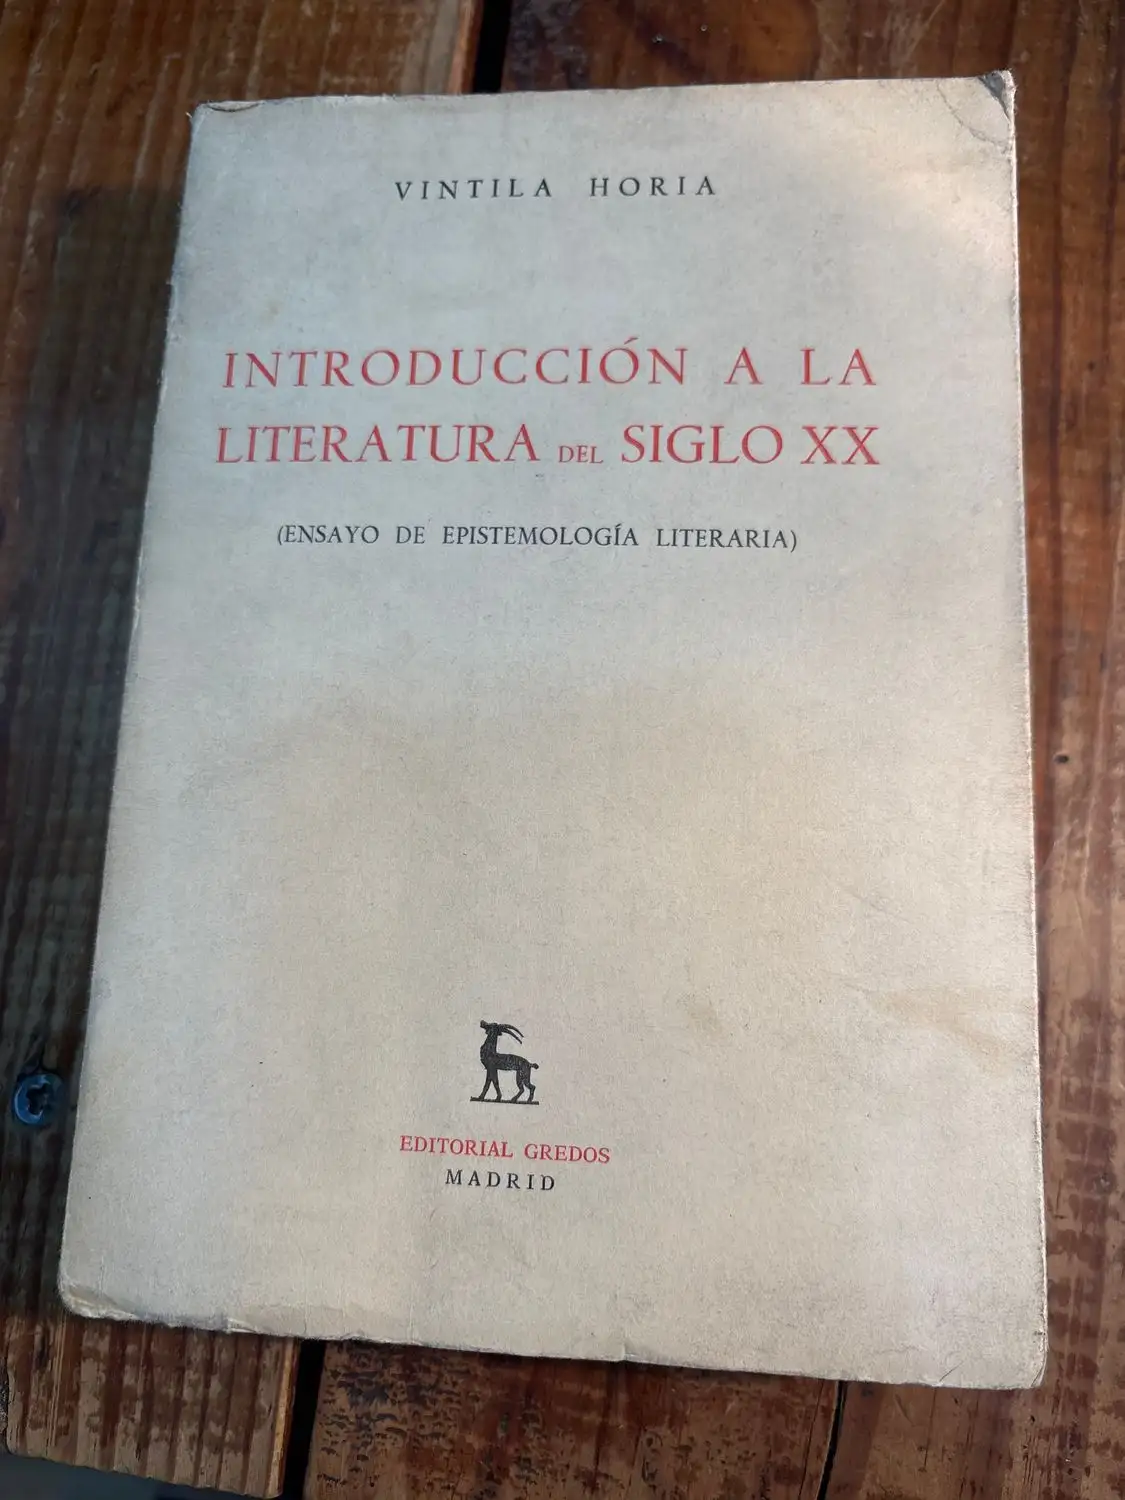 VINTILA HORIA
INTRODUCCIÓN A LA
LITERATURA DEL SIGLO XX
(ENSAYO DE EPISTEMOLOGÍA LITERARIA)
EDITORIAL GREDOS
MADRID